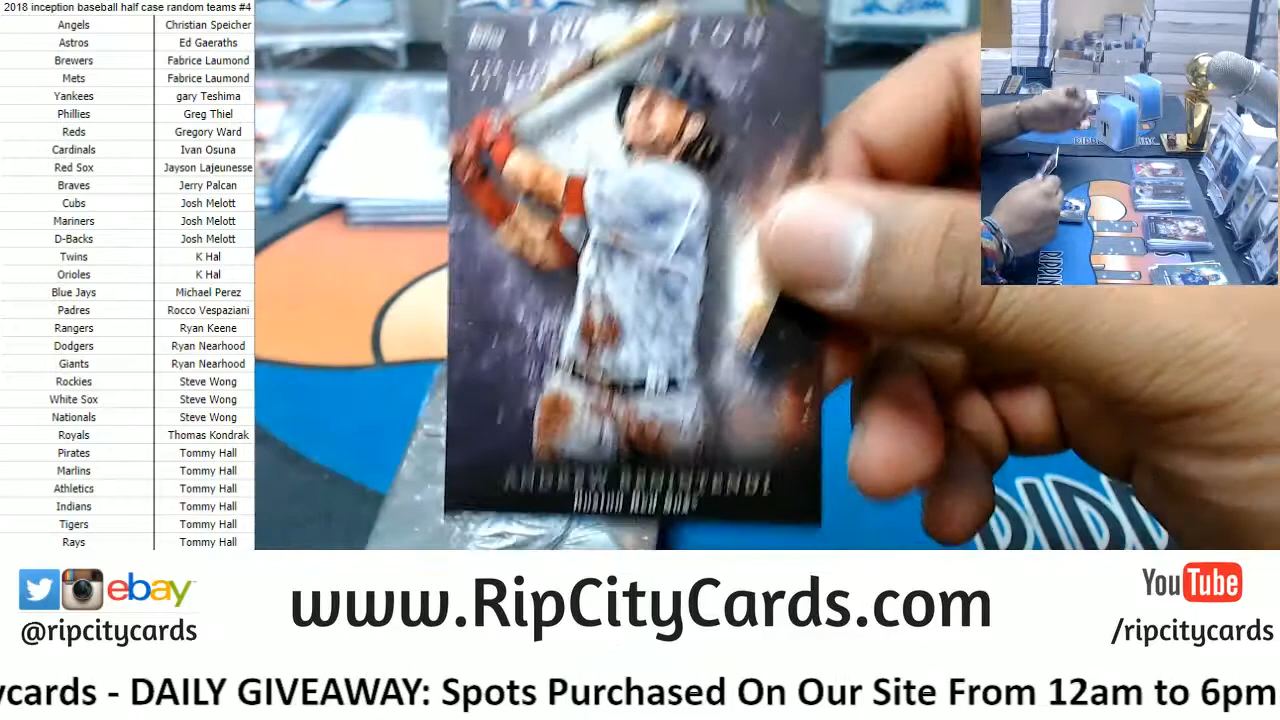 2018 inception baseball half case random teams #4
Angels Christian Speicher
Astros Ed Gaeraths
Brewers Fabrice Laumond
Mets Fabrice Laumond
Yankees gary Teshima
Phillies Greg Thiel
Reds Gregory Ward
Cardinals Ivan Osuna
Red Sox Jayson Lajeunesse
Braves Jerry Palcan
Cubs Josh Melott
Mariners Josh Melott
D-Backs Josh Melott
Twins K Hal
Orioles K Hal
Blue Jays Michael Perez
Padres Rocco Vespaziani
Rangers Ryan Keene
Dodgers Ryan Nearhood
Giants Ryan Nearhood
Rockies Steve Wong
White Sox Steve Wong
Nationals Steve Wong
Royals Thomas Kondrak
Pirates Tommy Hall
Marlins Tommy Hall
Athletics Tommy Hall
Indians Tommy Hall
Tigers Tommy Hall
Rays Tommy Hall
ANDREW BENINTENDI
BOSTON RED SOX
ebay
@ripcitycards
www.RipCityCards.com
YouTube
/ripcitycards
ycards - DAILY GIVEAWAY: Spots Purchased On Our Site From 12am to 6pm